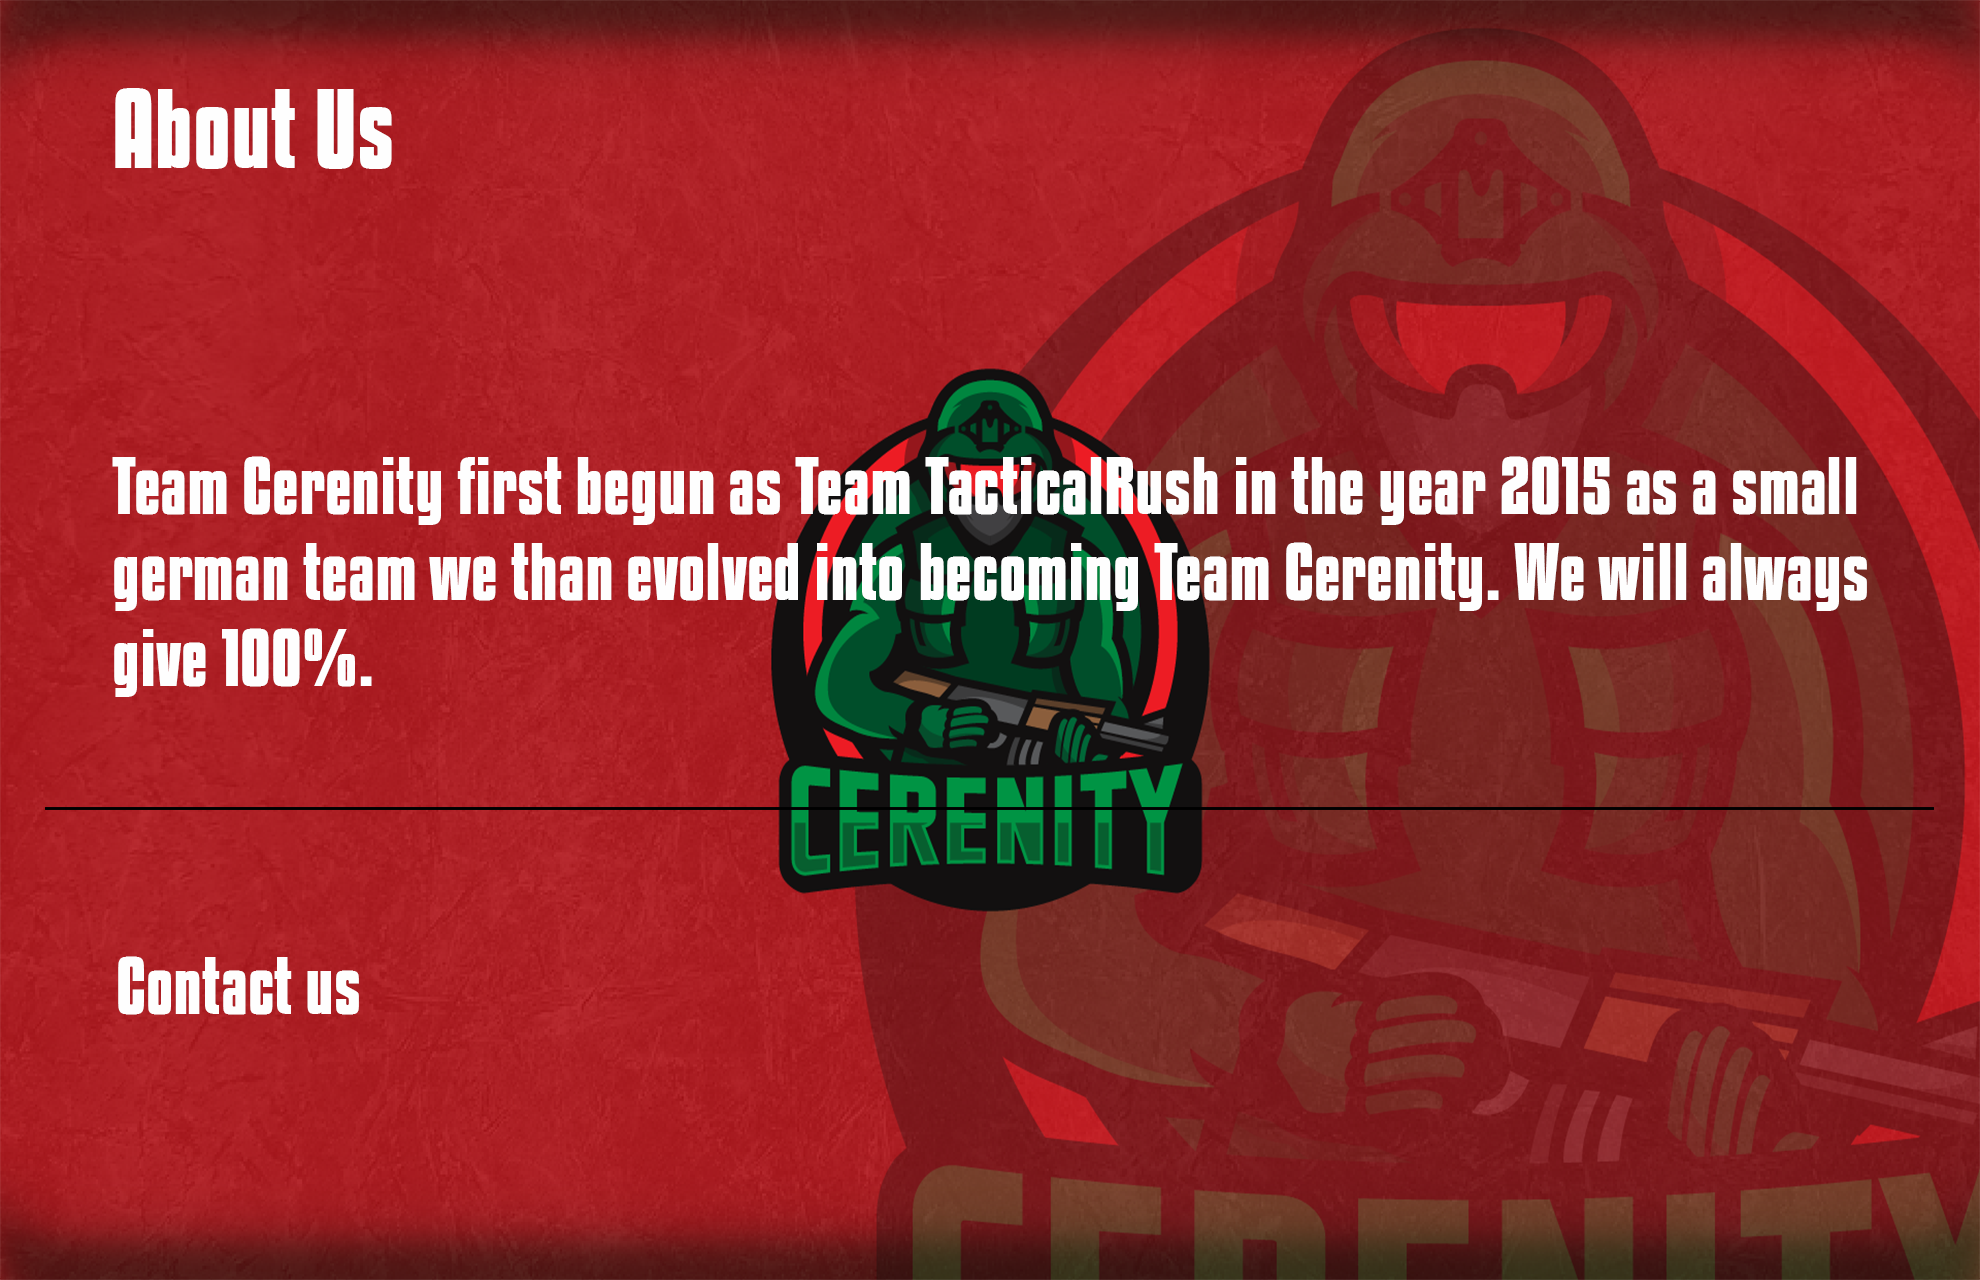 About Us
Team Cerenity first begun as Team TacticalRush in the year 2015 as a small
german team we than evolved into becoming Team Cerenity. We will always
give 100%.
CERENITY
Contact us
CERENITY